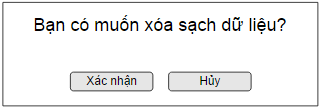 Bạn có muốn xóa sạch dữ liệu?
Xác nhận Hủy